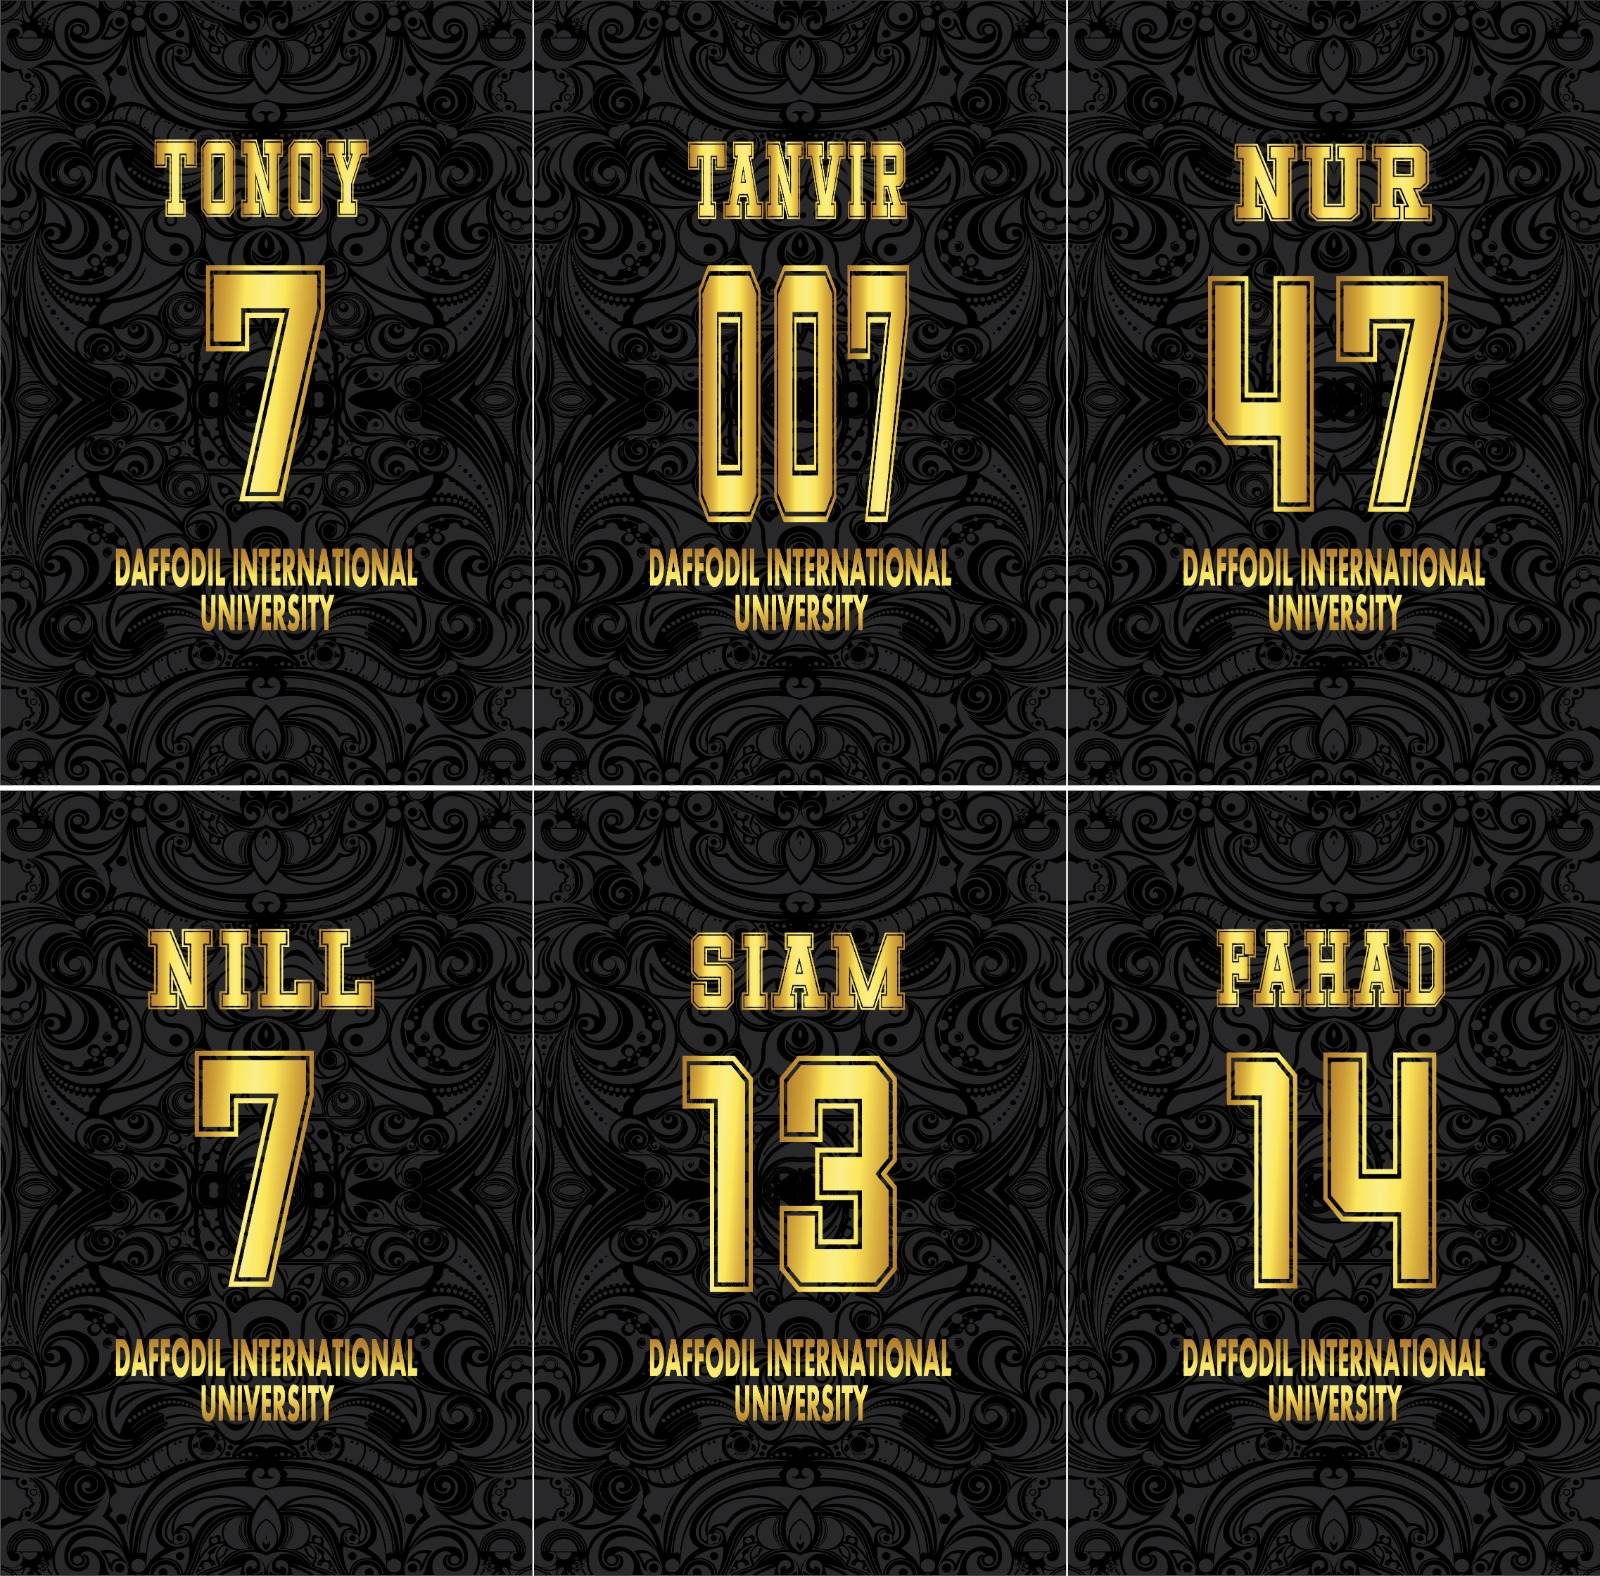 TONOY
7
DAFFODIL INTERNATIONAL
UNIVERSITY
TANVIR
007
DAFFODIL INTERNATIONAL
UNIVERSITY
NUR
47
DAFFODIL INTERNATIONAL
UNIVERSITY
NILL
7
DAFFODIL INTERNATIONAL
UNIVERSITY
SIAM
13
DAFFODIL INTERNATIONAL
UNIVERSITY
FAHAD
14
DAFFODIL INTERNATIONAL
UNIVERSITY